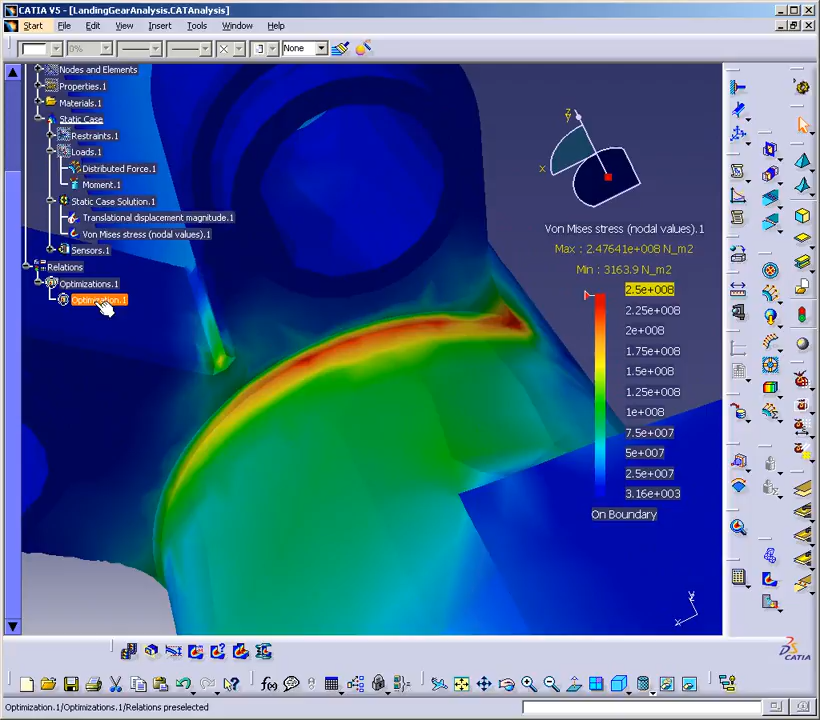 CATIA V5 - [LandingGearAnalysis.CATAnalysis]
Start File Edit View Insert Tools Window Help
0% None
Nodes and Elements
Properties.1
Materials.1
Static Case
Restraints.1
Loads.1
Distributed Force.1
Moment.1
Static Case Solution.1
Translational displacement magnitude.1
Von Mises stress (nodal values).1
Sensors.1
Relations
Optimizations.1
Optimization.1
z
x
Von Mises stress (nodal values).1
Max : 2.47641e+008 N_m2
Min : 3163.9 N_m2
2.5e+008
2.25e+008
2e+008
1.75e+008
1.5e+008
1.25e+008
1e+008
7.5e+007
5e+007
2.5e+007
3.16e+003
On Boundary
x
f(x)
CATIA
Optimization.1/Optimizations.1/Relations preselected